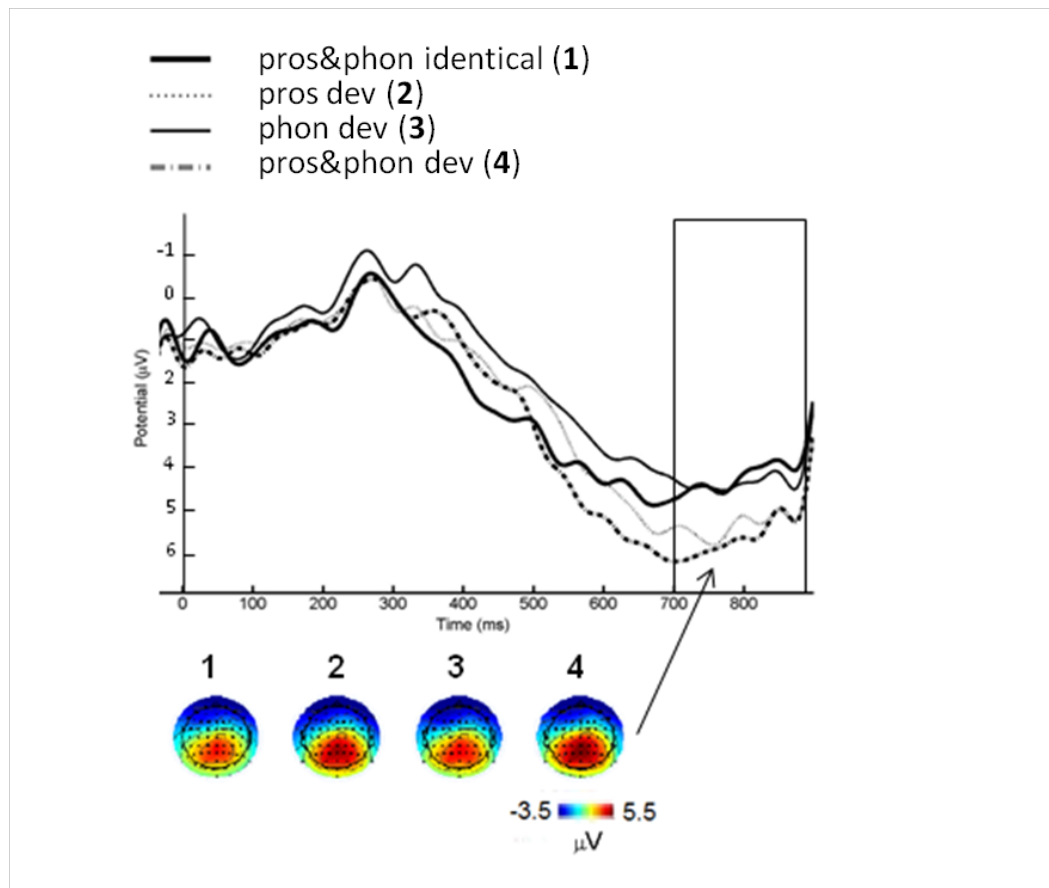 pros&phon identical (1)
pros dev (2)
phon dev (3)
pros&phon dev (4)
-1
0
2
3
4
5
6
Potential (µV)
0 100 200 300 400 500 600 700 800
Time (ms)
1 2 3 4
-3.5 5.5
µV